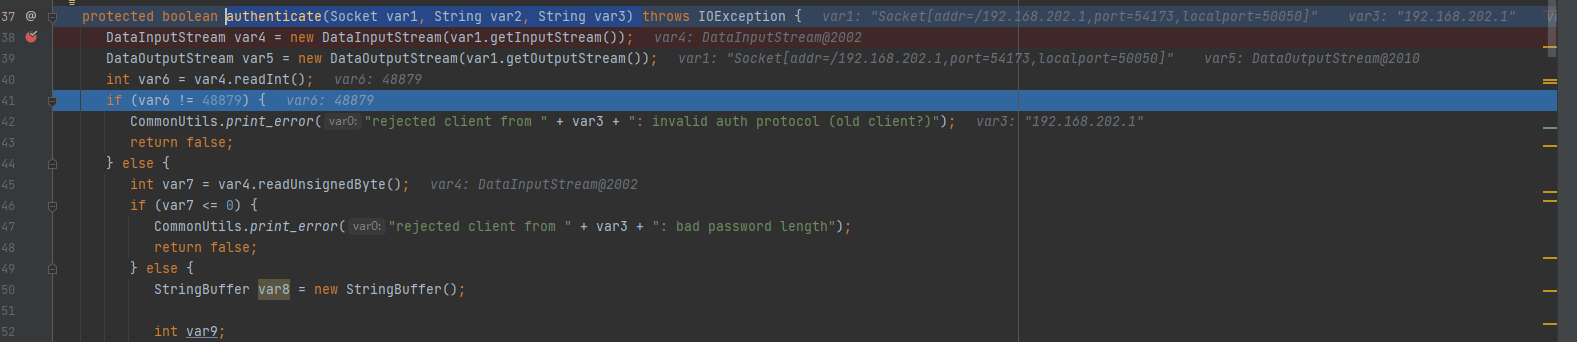 37 @ protected boolean authenticate(Socket var1, String var2, String var3) throws IOException { var1: "Socket[addr=/192.168.202.1,port=54173,localport=50050]" var3: "192.168.202.1"
38 DataInputStream var4 = new DataInputStream(var1.getInputStream()); var4: DataInputStream@2002
39 DataOutputStream var5 = new DataOutputStream(var1.getOutputStream()); var1: "Socket[addr=/192.168.202.1,port=54173,localport=50050]" var5: DataOutputStream@2010
40 int var6 = var4.readInt(); var6: 48879
41 if (var6 != 48879) { var6: 48879
42 CommonUtils.print_error( var0: "rejected client from " + var3 + ": invalid auth protocol (old client?)"); var3: "192.168.202.1"
43 return false;
44 } else {
45 int var7 = var4.readUnsignedByte(); var4: DataInputStream@2002
46 if (var7 <= 0) {
47 CommonUtils.print_error( var0: "rejected client from " + var3 + ": bad password length");
48 return false;
49 } else {
50 StringBuffer var8 = new StringBuffer();
51
52 int var9;